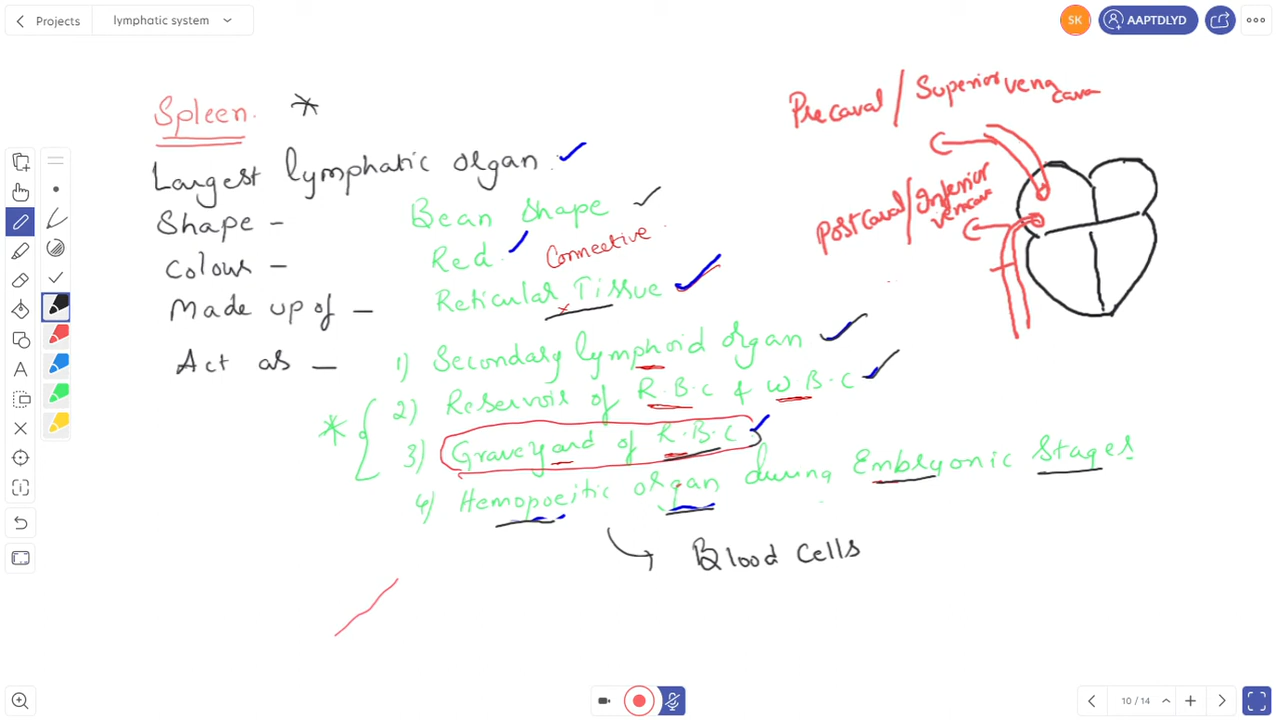 Projects
lymphatic system
SK
AAPTDLYD
Spleen.
Largest lymphatic organ
Shape - Bean Shape
Colour - Red
Connective
Made up of - Reticular Tissue
Act as - 1) Secondary lymphoid organ
2) Reservoir of R.B.C & W.B.C
3) Graveyard of R.B.C
4) Hemopoeitic organ during Embryonic Stages
Blood Cells
Precaval / Superior vena
cava
Postcaval / Inferior
vencava
A
10 / 14